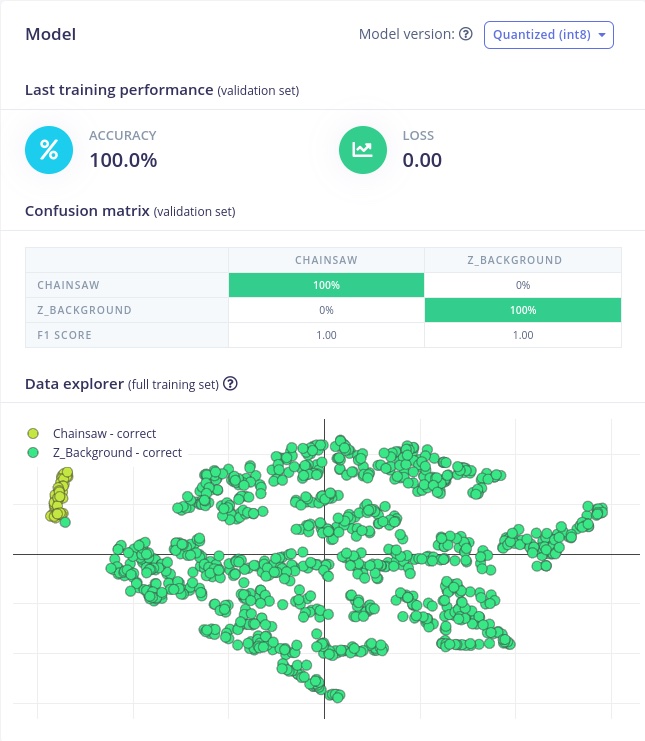 Model
Model version: ? Quantized (int8)
Last training performance (validation set)
% ACCURACY
100.0%
LOSS
0.00
Confusion matrix (validation set)
CHAINSAW Z_BACKGROUND
CHAINSAW 100% 0%
Z_BACKGROUND 0% 100%
F1 SCORE 1.00 1.00
Data explorer (full training set) ?
Chainsaw - correct
Z_Background - correct